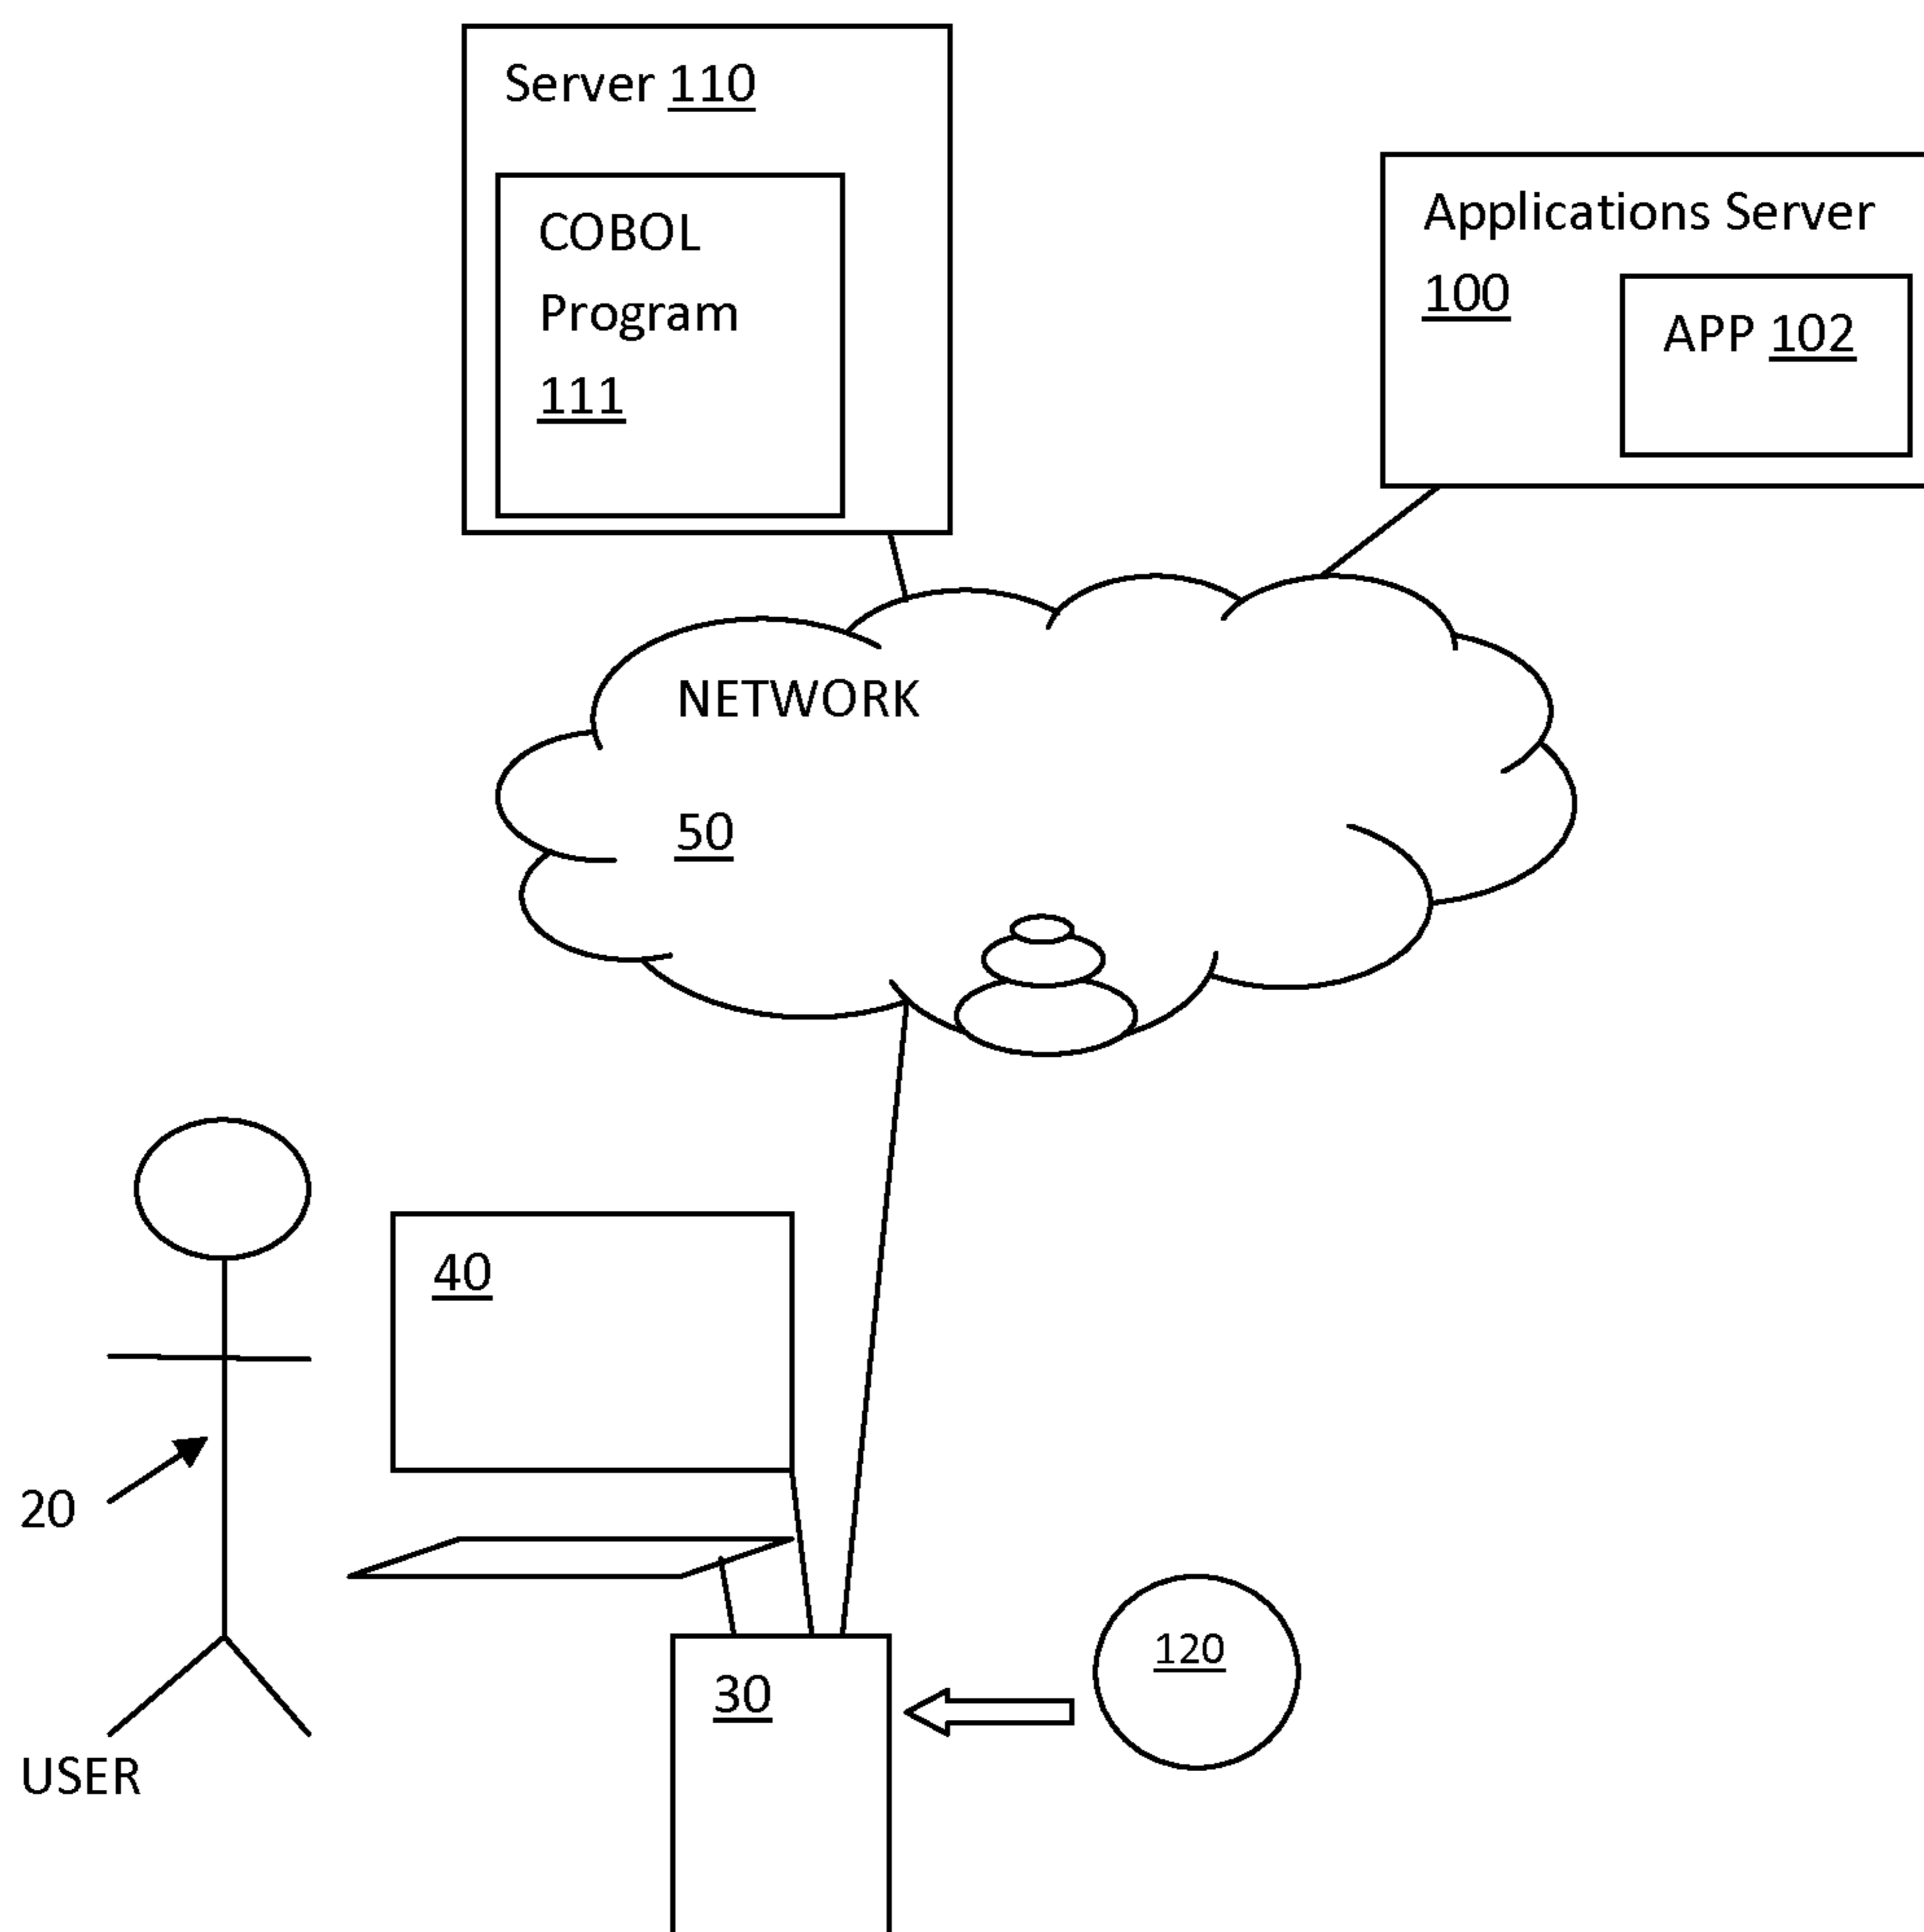 Server 110
COBOL
Program
111
Applications Server
100
APP 102
NETWORK
50
40
20
30
120
USER